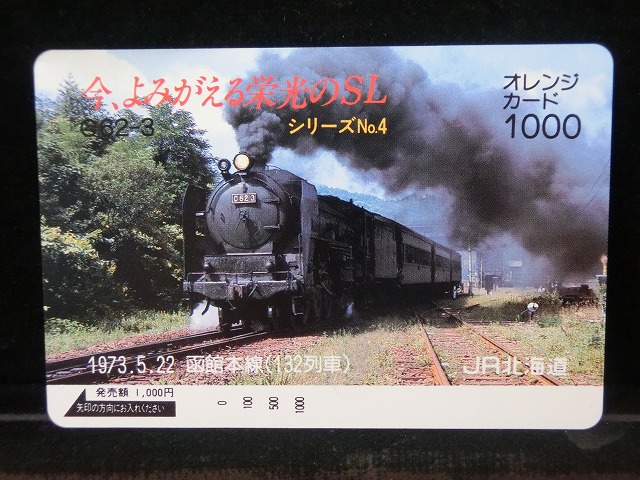 今、よみがえる栄光のSL
C62-3
シリーズNo.4
オレンジ
カード
1000
C623
1973.5.22 函館本線(132列車)
JR北海道
発売額 1,000円
矢印の方向にお入れください
0 100 500 1000